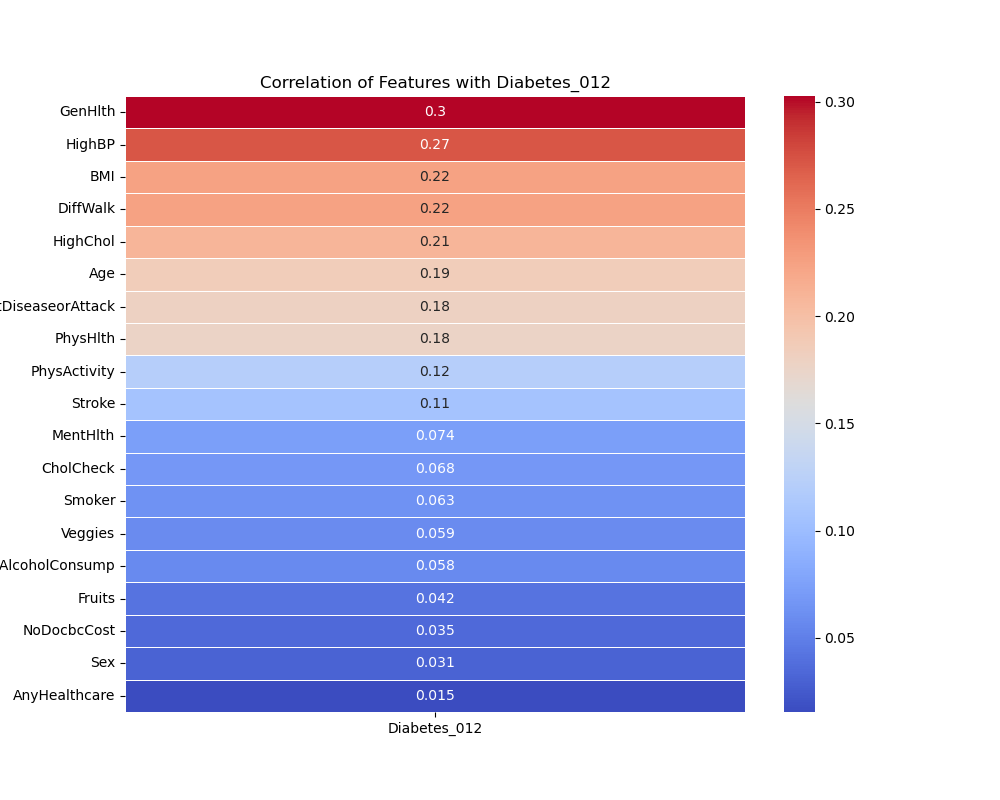 Correlation of Features with Diabetes_012
GenHlth 0.3
HighBP 0.27
BMI 0.22
DiffWalk 0.22
HighChol 0.21
Age 0.19
tDiseaseorAttack 0.18
PhysHlth 0.18
PhysActivity 0.12
Stroke 0.11
MentHlth 0.074
CholCheck 0.068
Smoker 0.063
Veggies 0.059
AlcoholConsump 0.058
Fruits 0.042
NoDocbcCost 0.035
Sex 0.031
AnyHealthcare 0.015
Diabetes_012
0.30
0.25
0.20
0.15
0.10
0.05